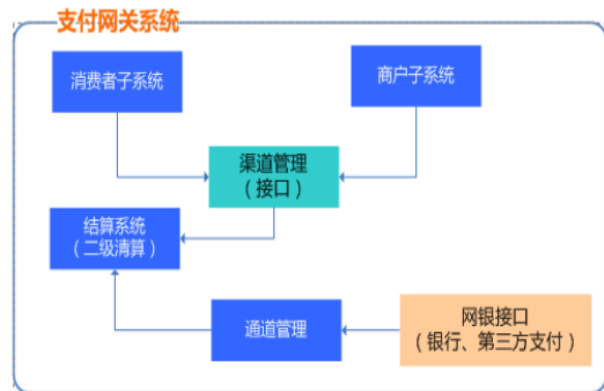 支付网关系统
消费者子系统
商户子系统
渠道管理
（接口）
结算系统
（二级清算）
通道管理
网银接口
（银行、第三方支付）